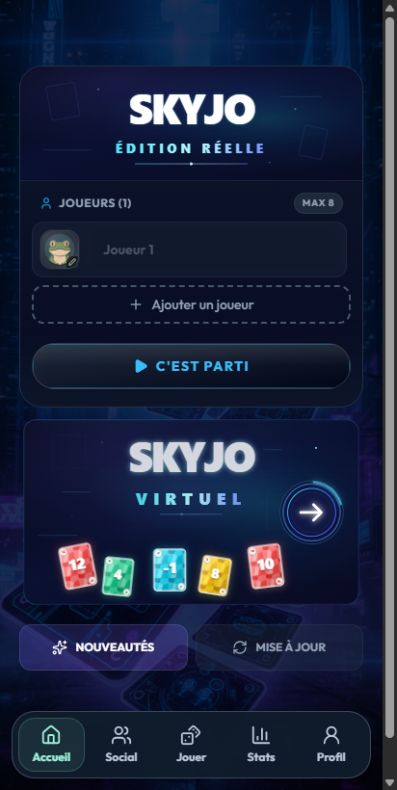 SKYJO
ÉDITION RÉELLE
JOUEURS (1)
MAX 8
Joueur 1
+ Ajouter un joueur
C'EST PARTI
SKYJO
VIRTUEL
12
4
-1
8
10
NOUVEAUTÉS
MISE À JOUR
Accueil
Social
Jouer
Stats
Profil